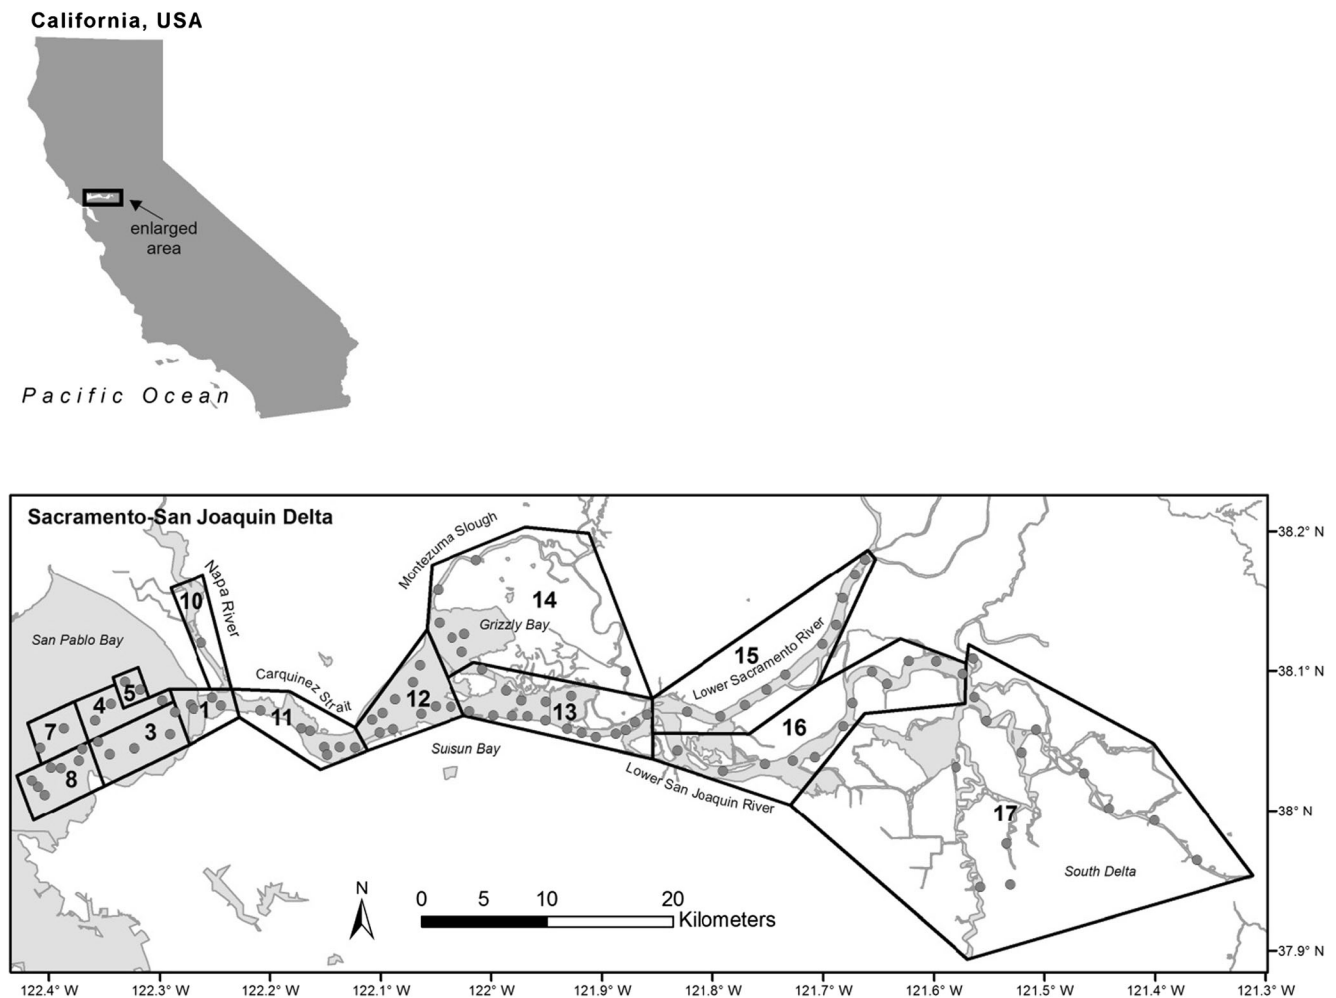 California, USA
enlarged
area
Pacific Ocean
Sacramento-San Joaquin Delta
Montezuma Slough
Napa River
38.2° N
10
14
San Pablo Bay
Grizzly Bay
15
Lower Sacramento River
38.1° N
Carquinez Strait
5
4
7
3
1
11
12
13
16
8
Suisun Bay
Lower San Joaquin River
38° N
17
South Delta
N
0 5 10 20
Kilometers
37.9° N
122.4° W 122.3° W 122.2° W 122.1° W 122° W 121.9° W 121.8° W 121.7° W 121.6° W 121.5° W 121.4° W 121.3° W